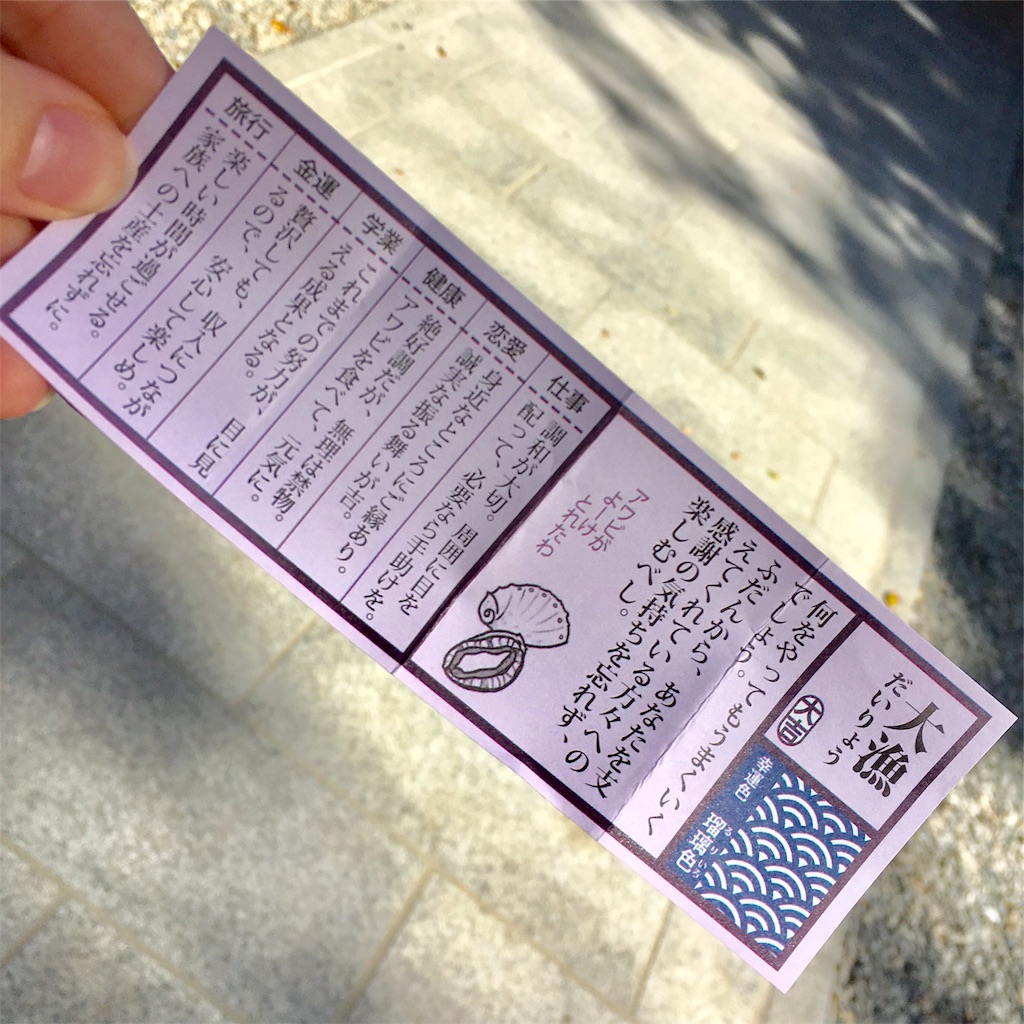 大漁
だいりょう
大吉
幸運色
瑠璃色
るりいろ
何をやってもうまくいく
でしょう。
ふだんから、あなたを支
えてくれている方々への
感謝の気持ちを忘れず、の
楽しむべし。
アワビが
よーけ
とれたわ
仕事
調和が大切。周囲に目を
配って、必要なら手助けを。
恋愛
身近なところにご縁あり。
誠実な振る舞いが吉。
健康
絶好調だが、無理は禁物。
アワビを食べて、元気に。
学業
これまでの努力が、目に見
える成果となる。
金運
贅沢しても、収入につなが
るので、安心して楽しめ。
旅行
楽しい時間が過ごせる。
家族への土産を忘れずに。